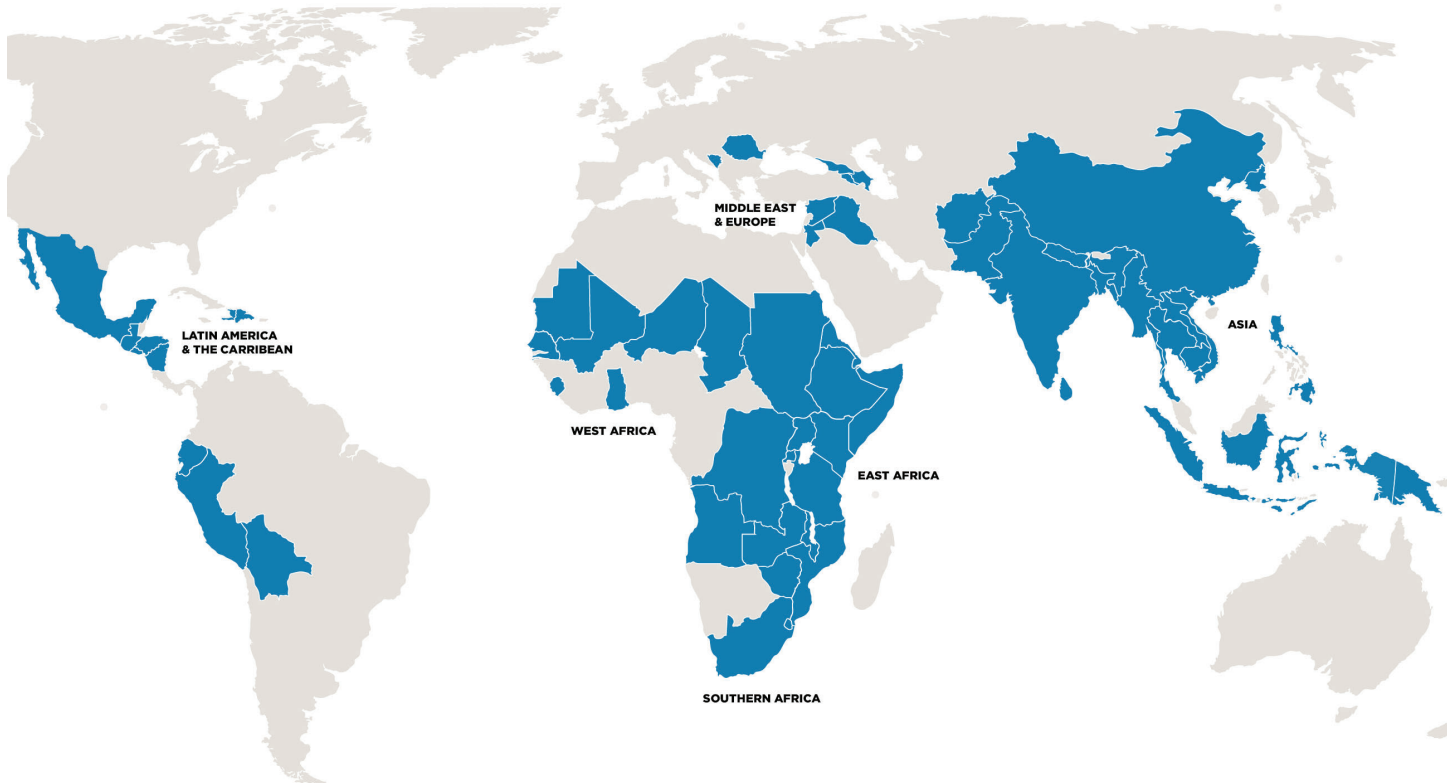 MIDDLE EAST
& EUROPE
LATIN AMERICA
& THE CARRIBEAN
ASIA
WEST AFRICA
EAST AFRICA
SOUTHERN AFRICA